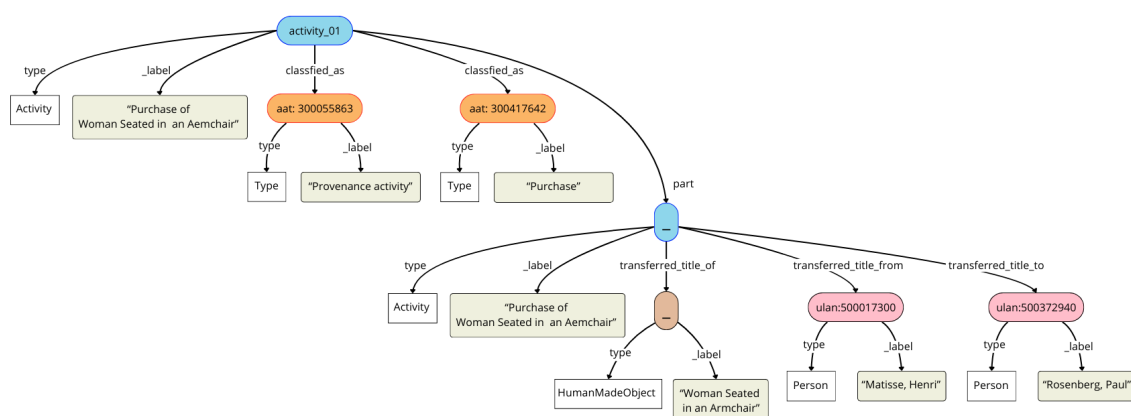 activity_01
type
_label
classfied_as
classfied_as
Activity
“Purchase of
Woman Seated in an Aemchair”
aat: 300055863
aat: 300417642
type
_label
type
_label
Type
“Provenance activity”
Type
“Purchase”
part
_
type
_label
transferred_title_of
transferred_title_from
transferred_title_to
Activity
“Purchase of
Woman Seated in an Aemchair”
_
ulan:500017300
ulan:500372940
type
_label
type
_label
type
_label
HumanMadeObject
“Woman Seated
in an Armchair”
Person
“Matisse, Henri”
Person
“Rosenberg, Paul”